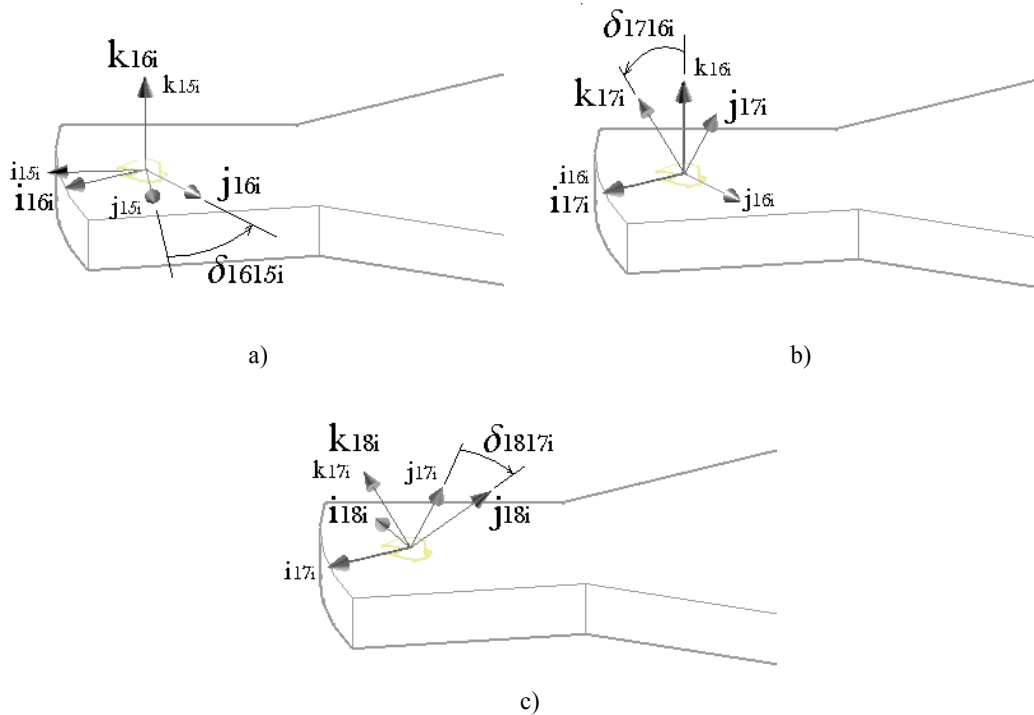 k16i
k15i
i15i
i16i
j15i
j16i
δ1615i
a)
δ1716i
k16i
k17i
j17i
i16i
i17i
j16i
b)
k18i
k17i
j17i
δ1817i
i18i
j18i
i17i
c)